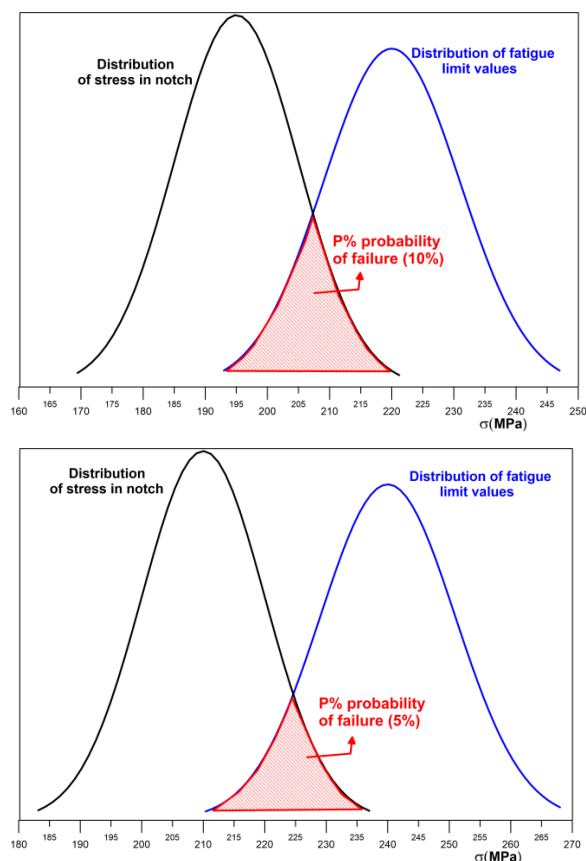 Distribution
of stress in notch
Distribution of fatigue
limit values
P% probability
of failure (10%)
160 165 170 175 180 185 190 195 200 205 210 215 220 225 230 235 240 245 250
σ(MPa)
Distribution
of stress in notch
Distribution of fatigue
limit values
P% probability
of failure (5%)
180 185 190 195 200 205 210 215 220 225 230 235 240 245 250 255 260 265 270
σ(MPa)